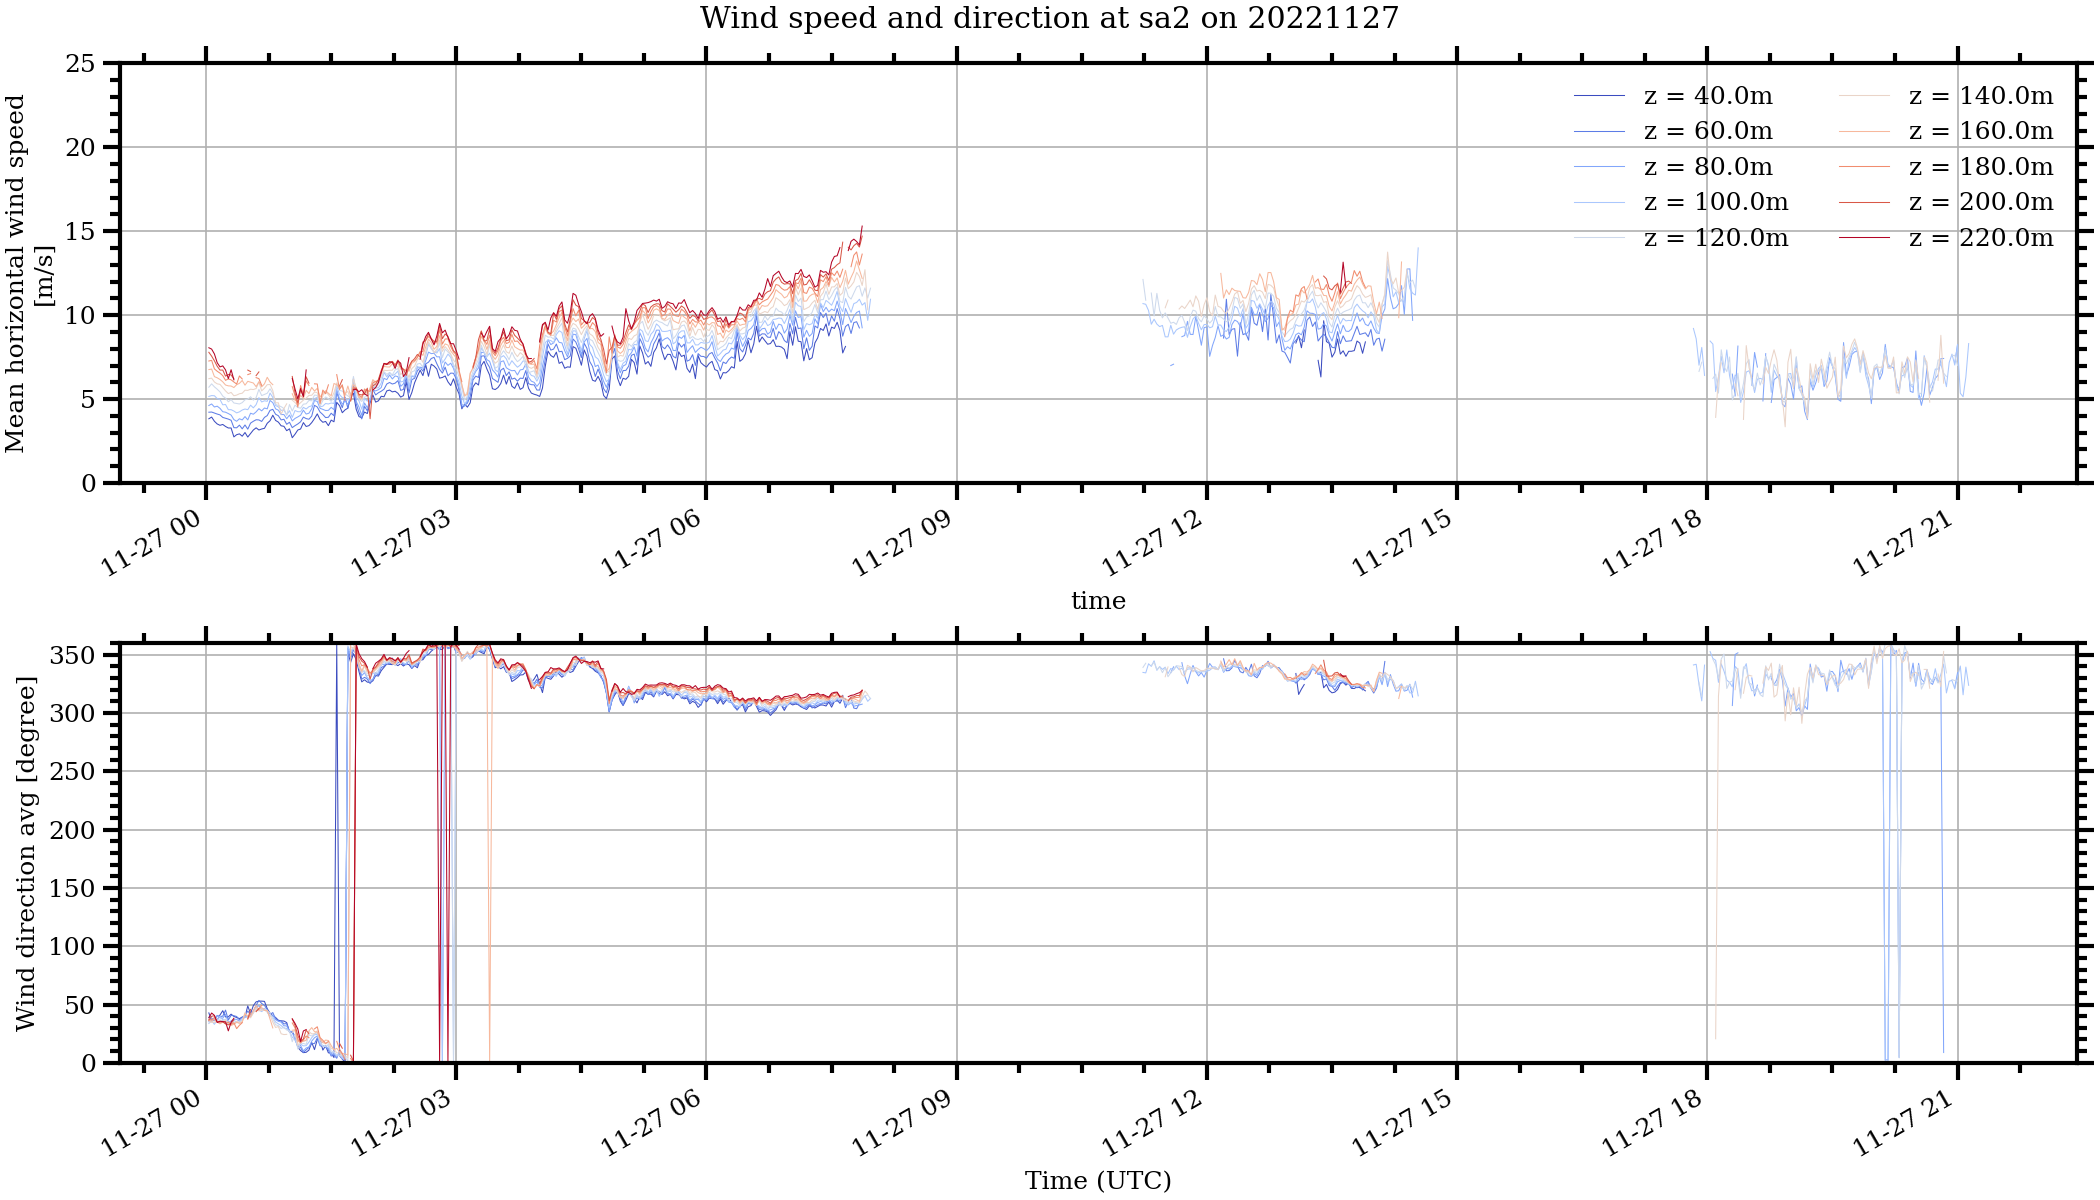 Wind speed and direction at sa2 on 20221127
Mean horizontal wind speed
[m/s]
25
20
15
10
5
0
z = 40.0m
z = 60.0m
z = 80.0m
z = 100.0m
z = 120.0m
z = 140.0m
z = 160.0m
z = 180.0m
z = 200.0m
z = 220.0m
11-27 00
11-27 03
11-27 06
11-27 09
11-27 12
11-27 15
11-27 18
11-27 21
time
Wind direction avg [degree]
350
300
250
200
150
100
50
0
11-27 00
11-27 03
11-27 06
11-27 09
11-27 12
11-27 15
11-27 18
11-27 21
Time (UTC)